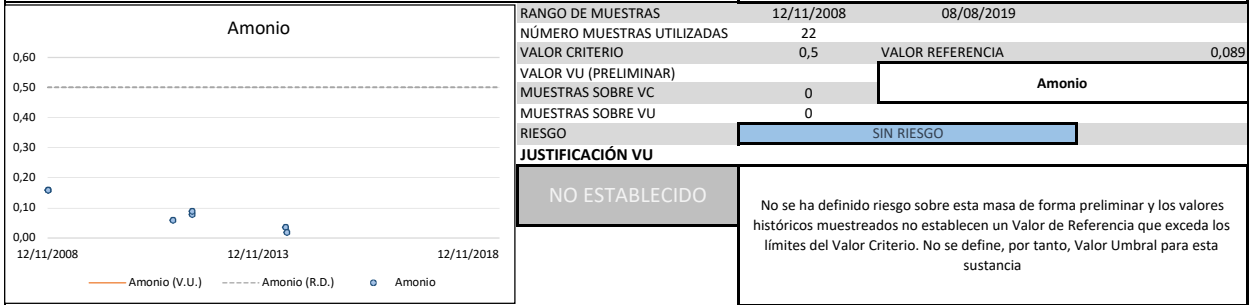 Amonio
0,60
0,50
0,40
0,30
0,20
0,10
0,00
12/11/2008 12/11/2013 12/11/2018
Amonio (V.U.) Amonio (R.D.) Amonio
RANGO DE MUESTRAS 12/11/2008 08/08/2019
NÚMERO MUESTRAS UTILIZADAS 22
VALOR CRITERIO 0,5 VALOR REFERENCIA 0,089
VALOR VU (PRELIMINAR)
Amonio
MUESTRAS SOBRE VC 0
MUESTRAS SOBRE VU 0
RIESGO SIN RIESGO
JUSTIFICACIÓN VU
NO ESTABLECIDO
No se ha definido riesgo sobre esta masa de forma preliminar y los valores
históricos muestreados no establecen un Valor de Referencia que exceda los
límites del Valor Criterio. No se define, por tanto, Valor Umbral para esta
sustancia